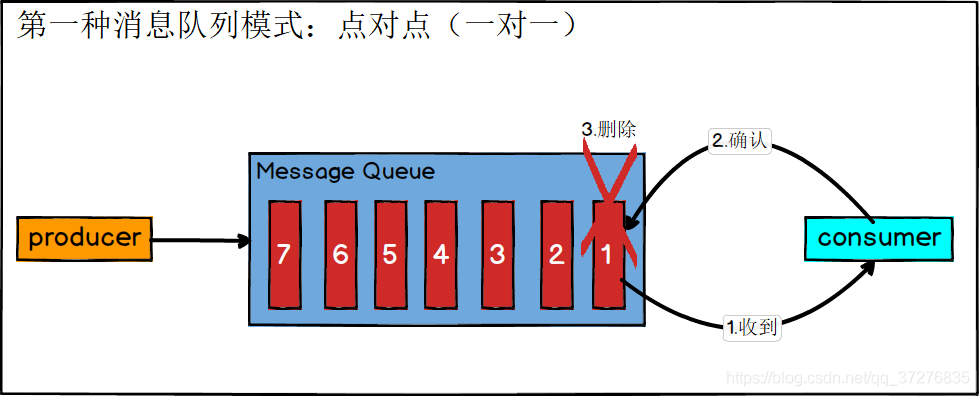 第一种消息队列模式：点对点（一对一）
3.删除
2.确认
Message Queue
producer
7 6 5 4 3 2 1
consumer
1.收到
https://blog.csdn.net/qq_37276835